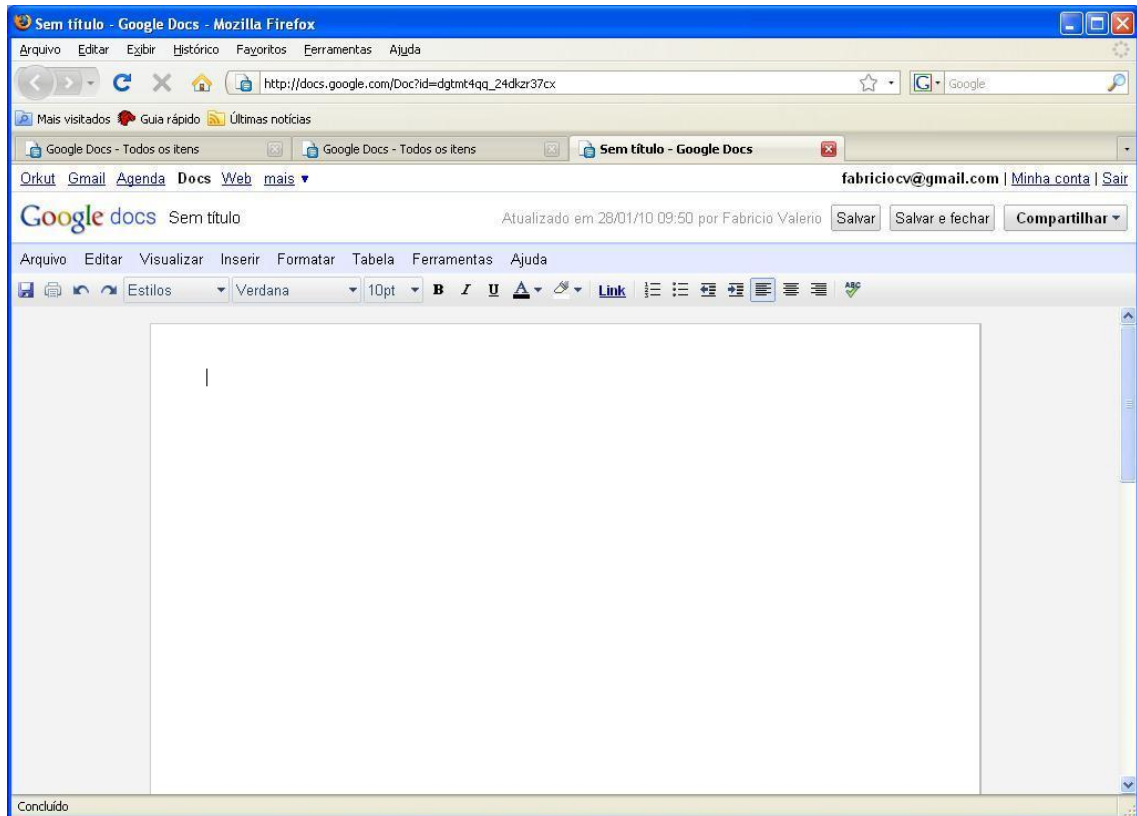 Sem título - Google Docs - Mozilla Firefox
Arquivo Editar Exibir Histórico Favoritos Ferramentas Ajuda
http://docs.google.com/Doc?id=dgtmt4qq_24dkzr37cx G Google
Mais visitados Guia rápido Últimas notícias
Google Docs - Todos os itens Google Docs - Todos os itens Sem título - Google Docs
Orkut Gmail Agenda Docs Web mais ▼ fabriciocv@gmail.com | Minha conta | Sair
Google docs Sem título Atualizado em 28/01/10 09:50 por Fabricio Valerio Salvar Salvar e fechar Compartilhar
Arquivo Editar Visualizar Inserir Formatar Tabela Ferramentas Ajuda
Estilos Verdana 10pt B I U A Link ABC
Concluído